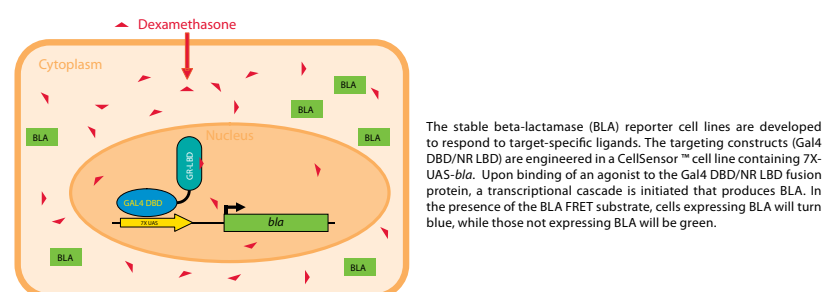 Dexamethasone
Cytoplasm
BLA
BLA
BLA
BLA
Nucleus
GR-LBD
GAL4 DBD
7X UAS
bla
BLA
BLA
The stable beta-lactamase (BLA) reporter cell lines are developed
to respond to target-specific ligands. The targeting constructs (Gal4
DBD/NR LBD) are engineered in a CellSensor ™ cell line containing 7X-
UAS-bla. Upon binding of an agonist to the Gal4 DBD/NR LBD fusion
protein, a transcriptional cascade is initiated that produces BLA. In
the presence of the BLA FRET substrate, cells expressing BLA will turn
blue, while those not expressing BLA will be green.